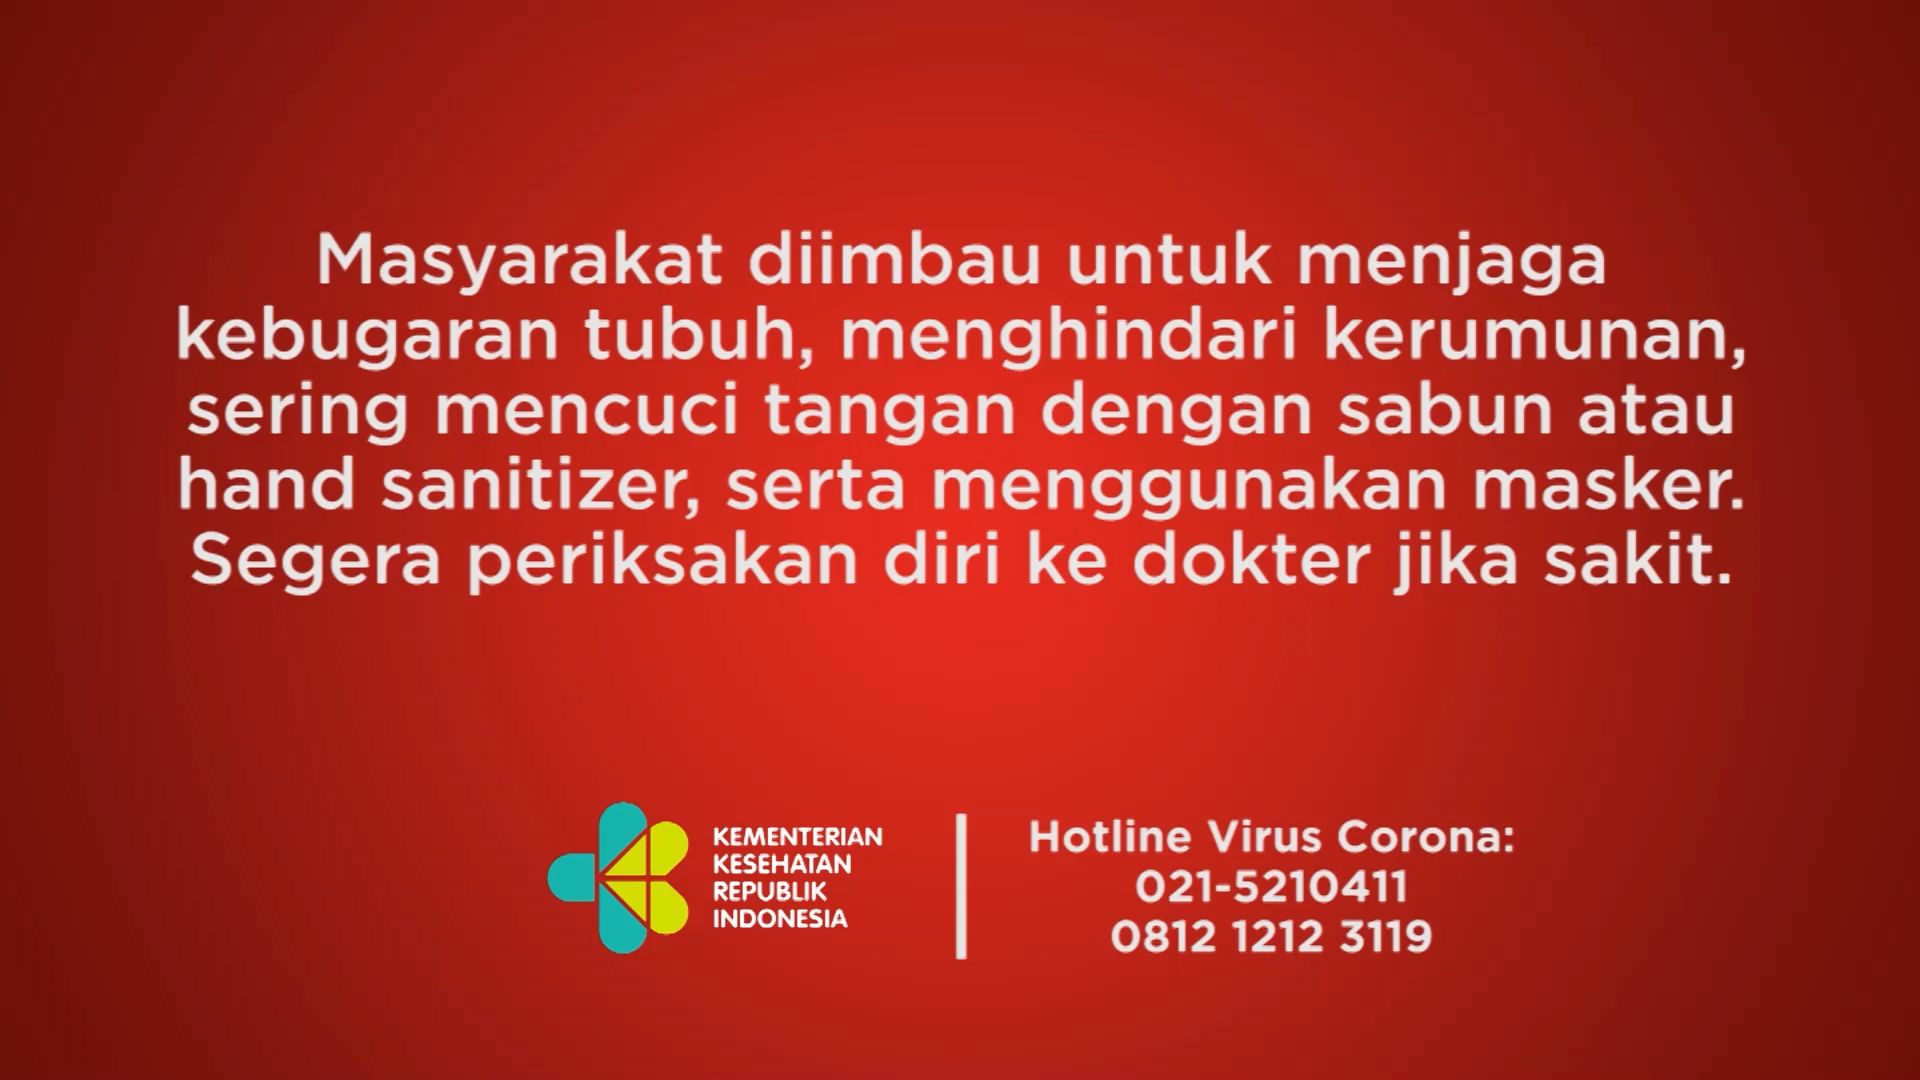 Masyarakat diimbau untuk menjaga
kebugaran tubuh, menghindari kerumunan,
sering mencuci tangan dengan sabun atau
hand sanitizer, serta menggunakan masker.
Segera periksakan diri ke dokter jika sakit.
KEMENTERIAN
KESEHATAN
REPUBLIK
INDONESIA
Hotline Virus Corona:
021-5210411
0812 1212 3119